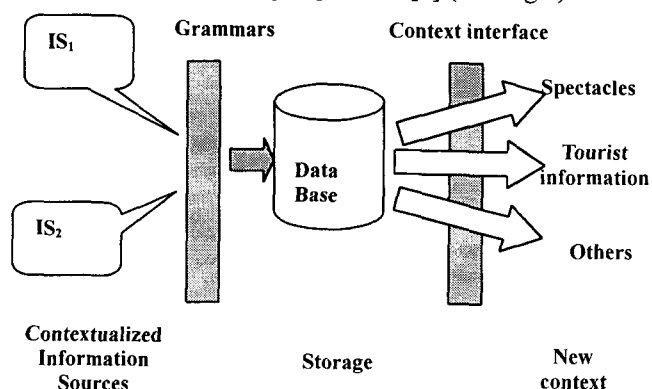 Grammars
Context interface
IS1
Spectacles
Data
Base
Tourist
information
IS2
Others
Contextualized
Information
Sources
Storage
New
context